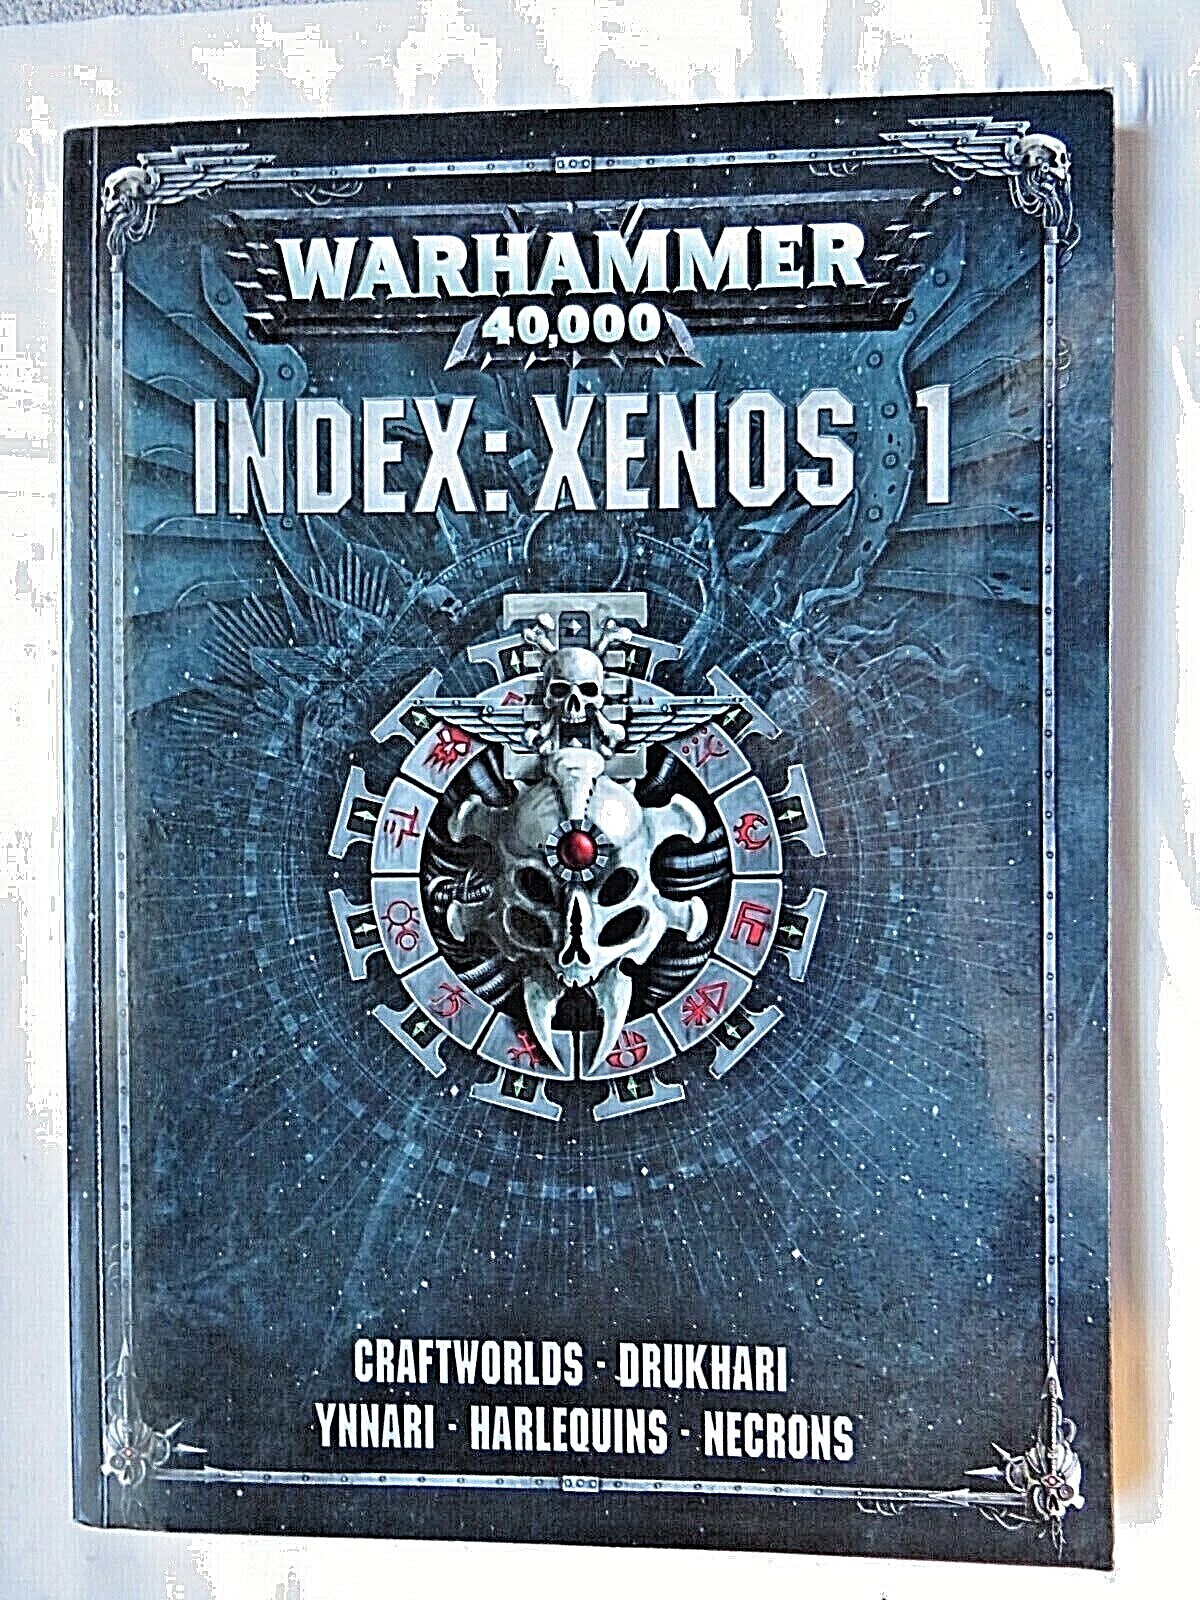 WARHAMMER
40,000
INDEX: XENOS 1
CRAFTWORLDS · DRUKHARI
YNNARI · HARLEQUINS · NECRONS